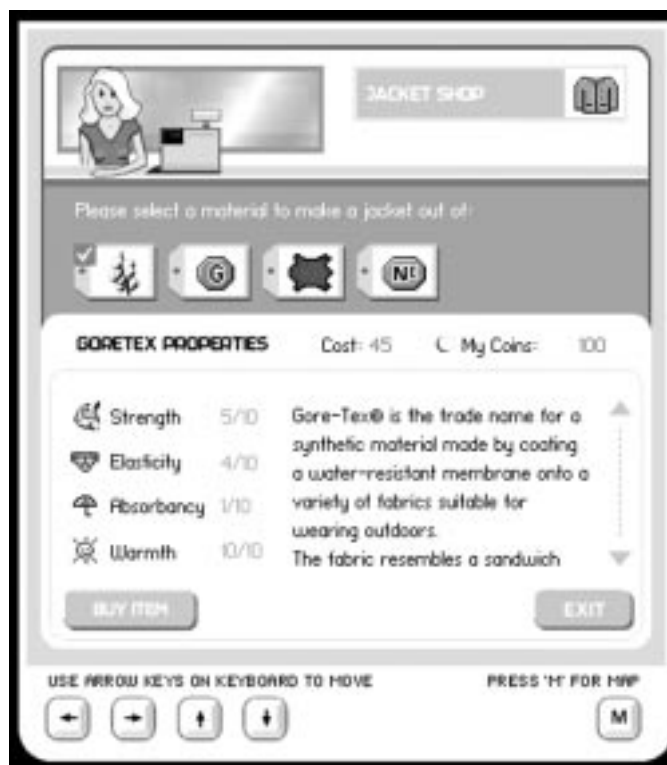 JACKET SHOP
Please select a material to make a jacket out of:
G
GORETEX PROPERTIES Cost: 45 My Coins: 100
Strength 5/10
Elasticity 4/10
Absorbancy 1/10
Warmth 10/10
Gore-Tex® is the trade name for a
synthetic material made by coating
a water-resistant membrane onto a
variety of fabrics suitable for
wearing outdoors.
The fabric resembles a sandwich
BUY ITEM EXIT
USE ARROW KEYS ON KEYBOARD TO MOVE PRESS 'M' FOR MAP
M